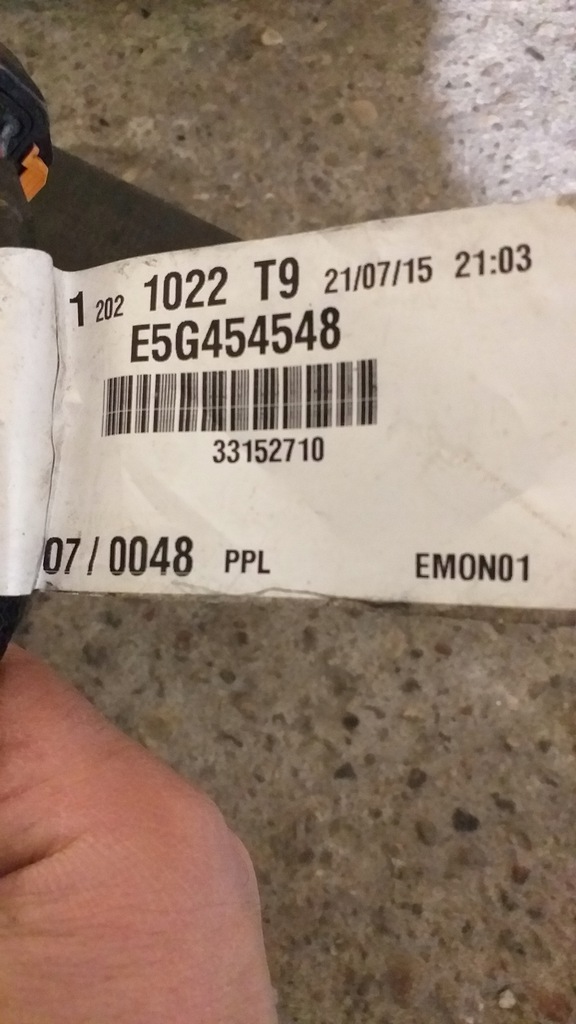 1 202 1022 T9 21/07/15 21:03
E5G454548
33152710
07 / 0048 PPL EMON01